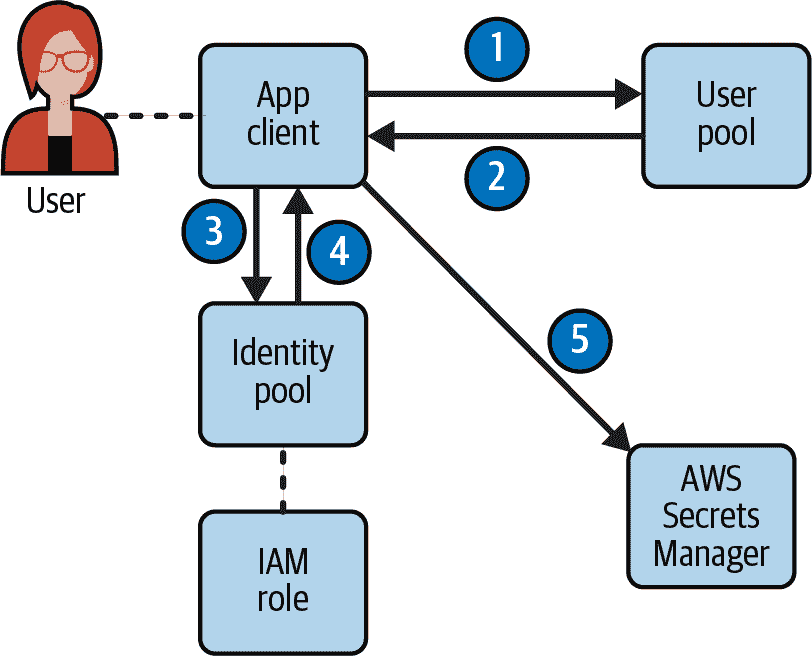 App
client
1
User
pool
2
User
3
4
Identity
pool
5
AWS
Secrets
Manager
IAM
role